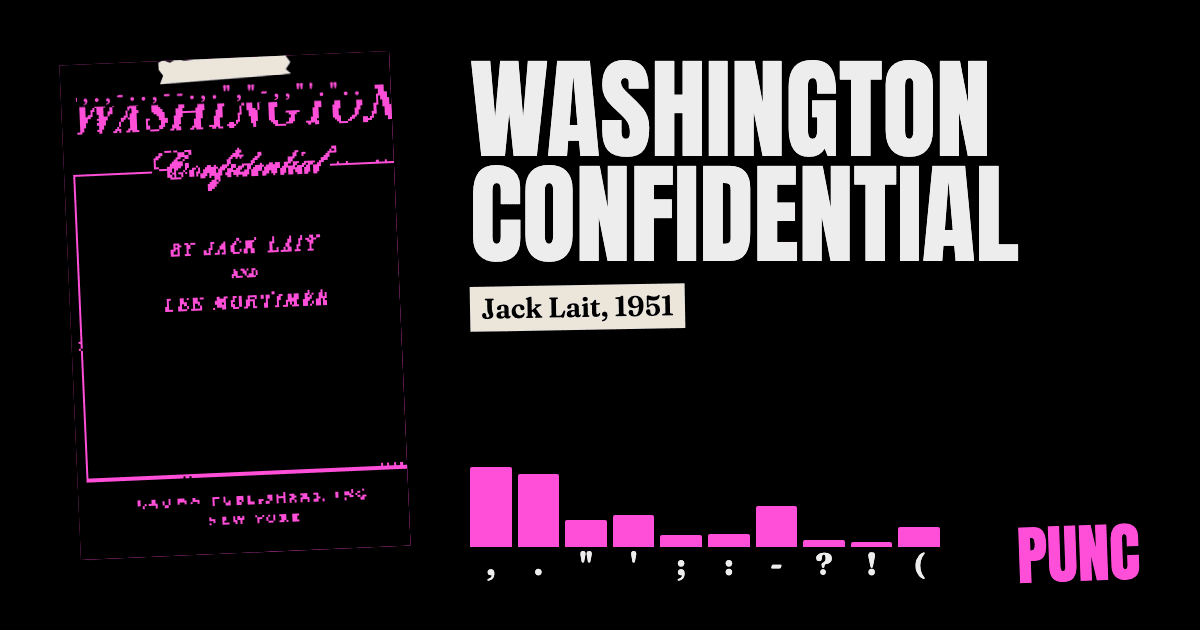 WASHINGTON
Confidential
BY JACK LAIT
AND
LEE MORTIMER
NEW YORK
WASHINGTON
CONFIDENTIAL
Jack Lait, 1951
, . " ' ; : - ? ! (
PUNC